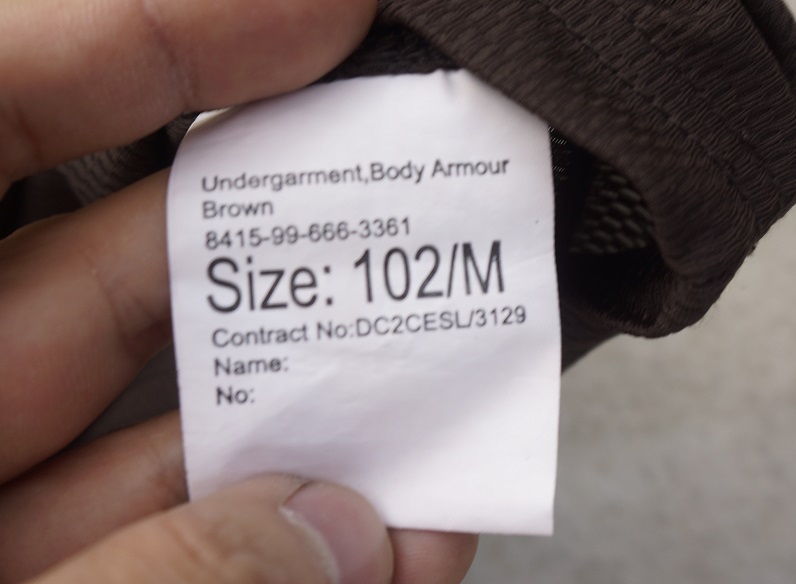 Undergarment,Body Armour
Brown
8415-99-666-3361
Size: 102/M
Contract No:DC2CESL/3129
Name:
No: